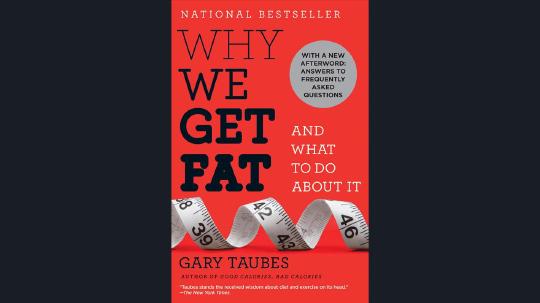 NATIONAL BESTSELLER
WHY
WE
GET
FAT
WITH A NEW
AFTERWORD:
ANSWERS TO
FREQUENTLY
ASKED
QUESTIONS
AND
WHAT
TO DO
ABOUT IT
39
42
43
46
GARY TAUBES
AUTHOR OF GOOD CALORIES, BAD CALORIES
"Taubes stands the received wisdom about diet and exercise on its head."
—The New York Times